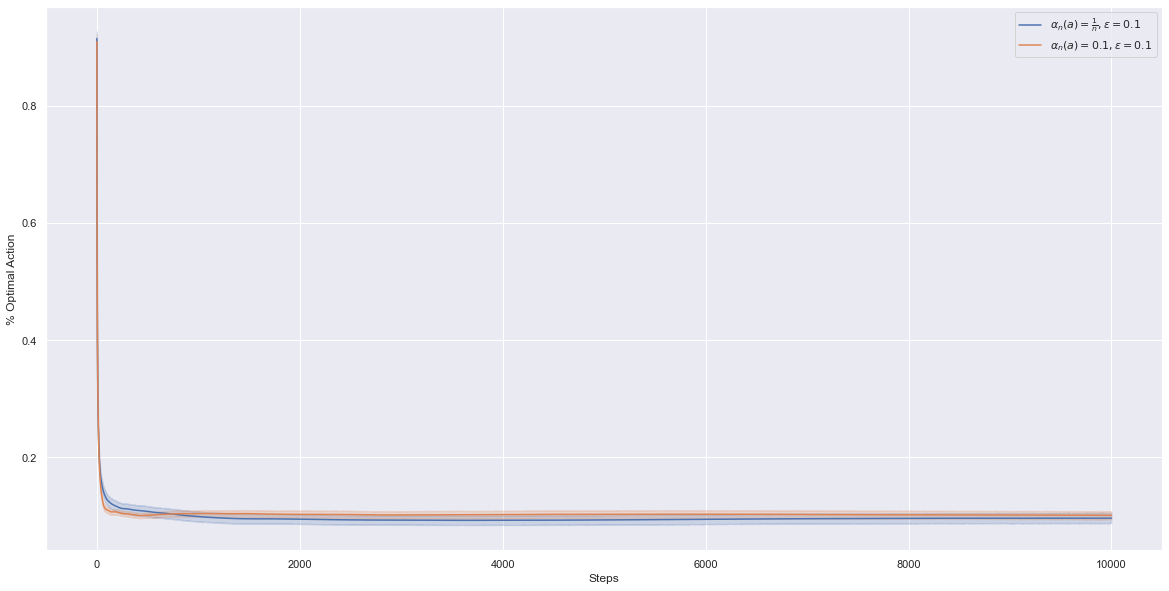 αₙ(a) = 1/n, ε = 0.1
αₙ(a) = 0.1, ε = 0.1
0.8
0.6
0.4
0.2
% Optimal Action
0 2000 4000 6000 8000 10000
Steps